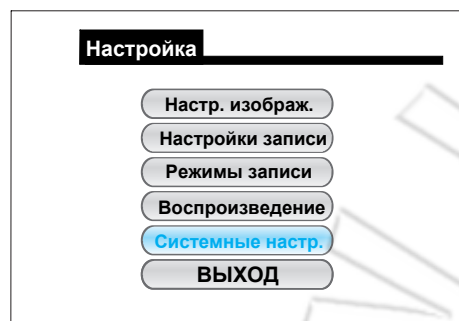 Настройка
Настр. изображ.
Настройки записи
Режимы записи
Воспроизведение
Системные настр.
ВЫХОД